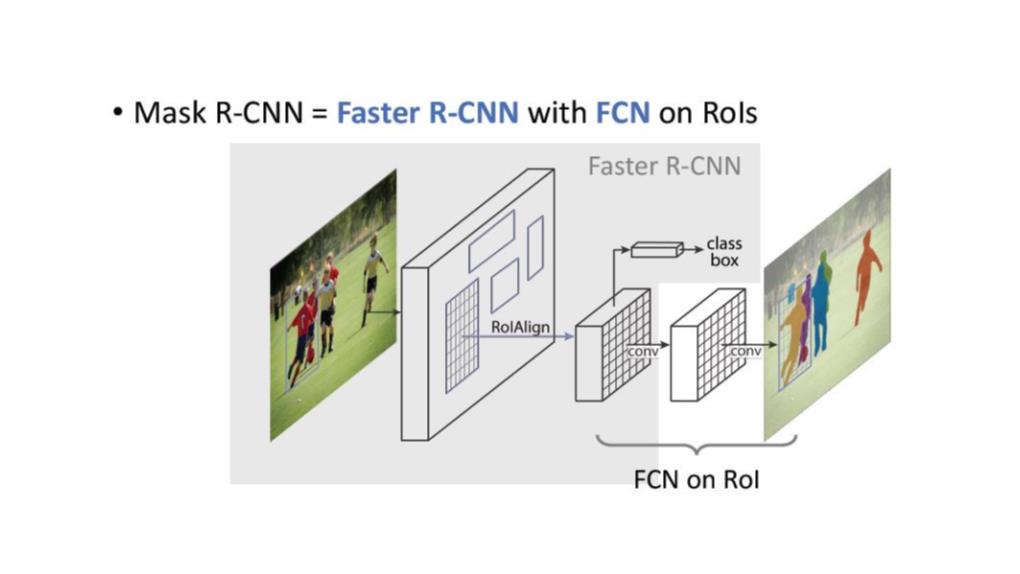 • Mask R-CNN = Faster R-CNN with FCN on RoIs
Faster R-CNN
class
box
RoIAlign
conv
conv
FCN on RoI